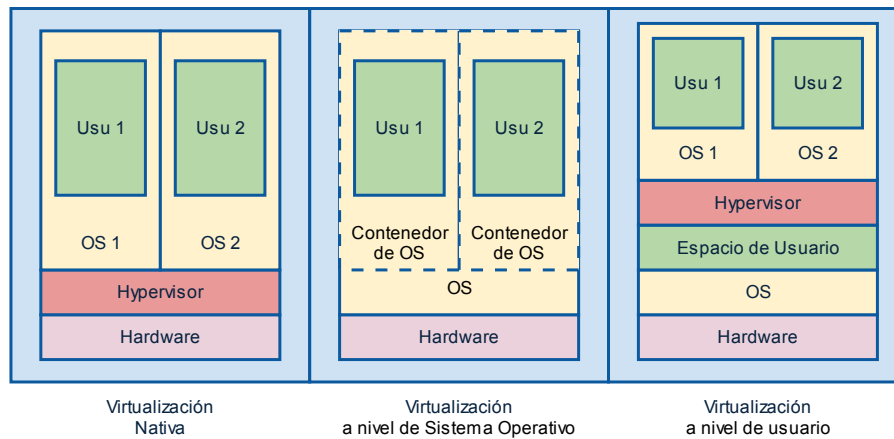 Usu 1
Usu 2
OS 1
OS 2
Hypervisor
Hardware
Virtualización
Nativa
Usu 1
Usu 2
Contenedor
de OS
Contenedor
de OS
OS
Hardware
Virtualización
a nivel de Sistema Operativo
Usu 1
Usu 2
OS 1
OS 2
Hypervisor
Espacio de Usuario
OS
Hardware
Virtualización
a nivel de usuario